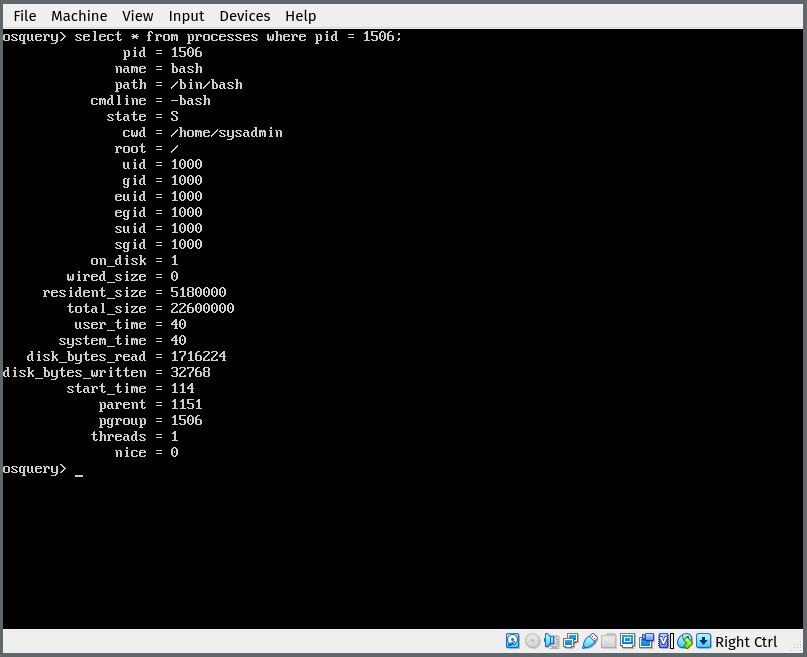 File Machine View Input Devices Help
osquery> select * from processes where pid = 1506;
pid = 1506
name = bash
path = /bin/bash
cmdline = -bash
state = S
cwd = /home/sysadmin
root = /
uid = 1000
gid = 1000
euid = 1000
egid = 1000
suid = 1000
sgid = 1000
on_disk = 1
wired_size = 0
resident_size = 5180000
total_size = 22600000
user_time = 40
system_time = 40
disk_bytes_read = 1716224
disk_bytes_written = 32768
start_time = 114
parent = 1151
pgroup = 1506
threads = 1
nice = 0
osquery> _
Right Ctrl